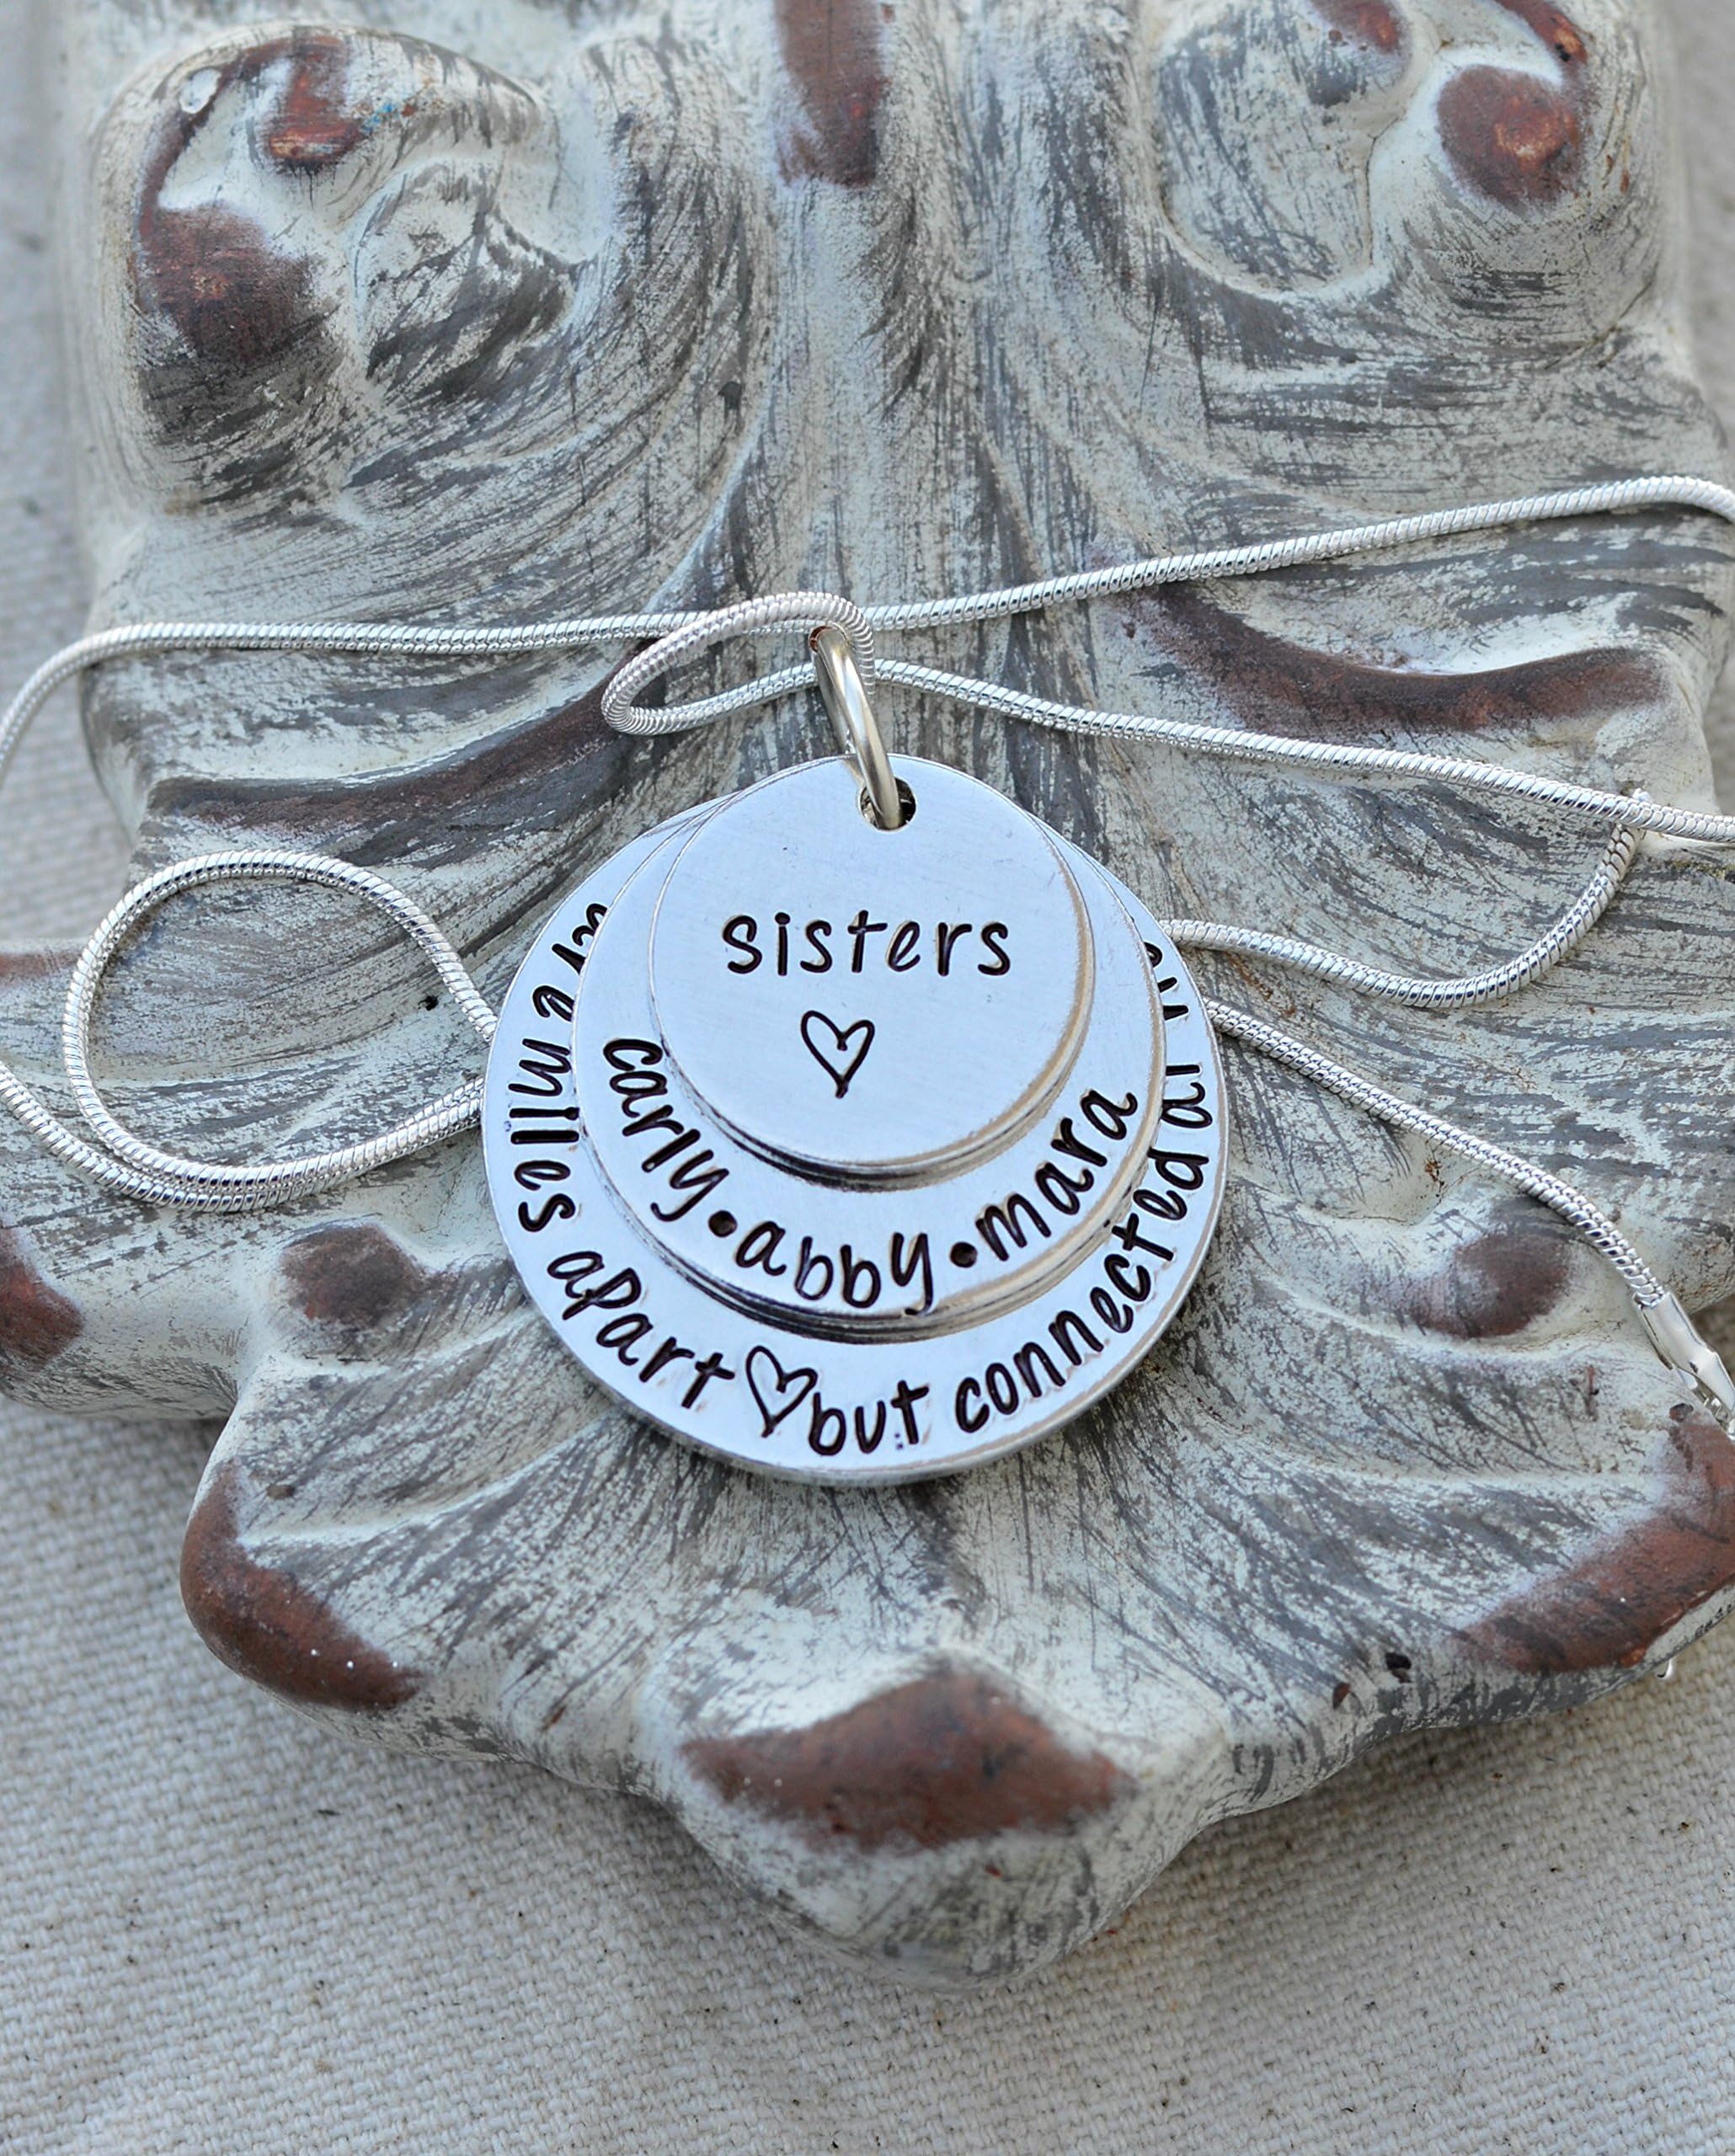 sisters
carly • abby • mara
miles apart ♡ but connected